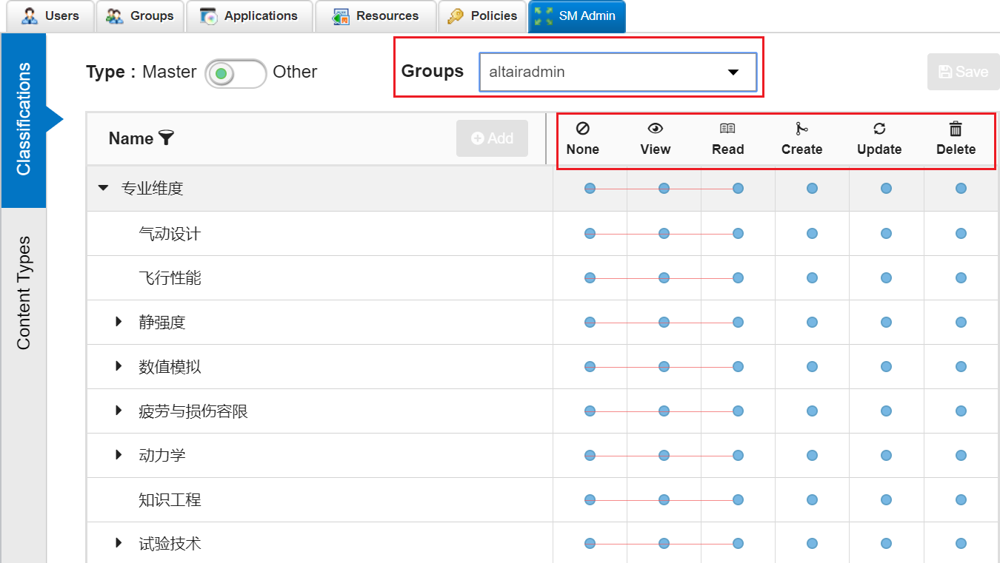 Users Groups Applications Resources Policies SM Admin
Classifications
Content Types
Type : Master Other Groups altairadmin Save
Name Add None View Read Create Update Delete
专业维度
气动设计
飞行性能
静强度
数值模拟
疲劳与损伤容限
动力学
知识工程
试验技术